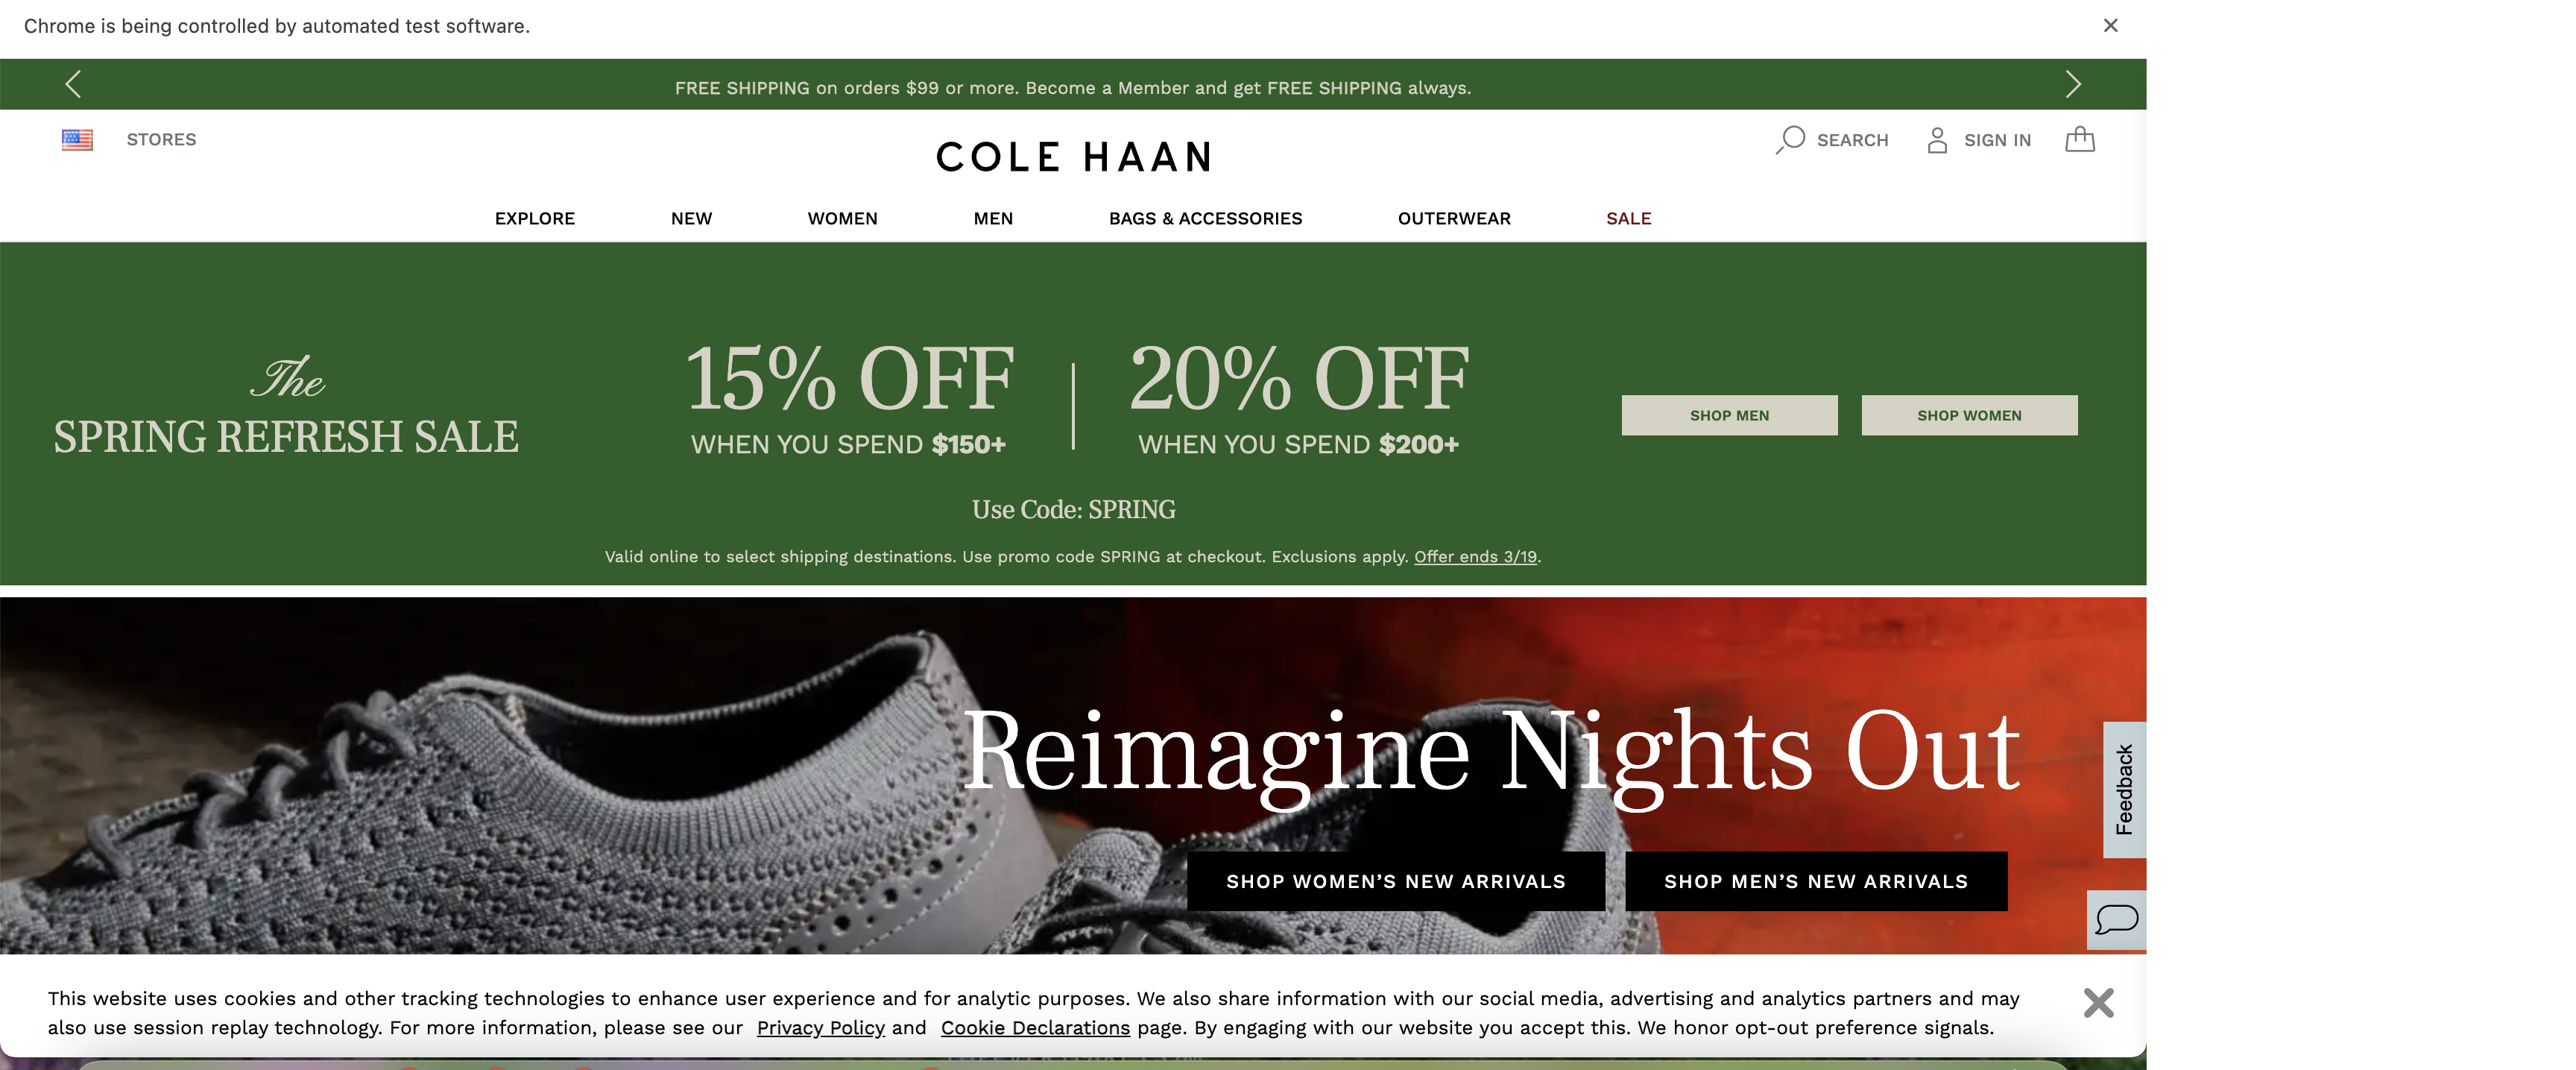 Chrome is being controlled by automated test software.
FREE SHIPPING on orders $99 or more. Become a Member and get FREE SHIPPING always.
STORES
COLE HAAN
SEARCH
SIGN IN
EXPLORE NEW WOMEN MEN BAGS & ACCESSORIES OUTERWEAR SALE
The
SPRING REFRESH SALE
15% OFF
WHEN YOU SPEND $150+
20% OFF
WHEN YOU SPEND $200+
SHOP MEN
SHOP WOMEN
Use Code: SPRING
Valid online to select shipping destinations. Use promo code SPRING at checkout. Exclusions apply. Offer ends 3/19.
Reimagine Nights Out
SHOP WOMEN’S NEW ARRIVALS
SHOP MEN’S NEW ARRIVALS
Feedback
This website uses cookies and other tracking technologies to enhance user experience and for analytic purposes. We also share information with our social media, advertising and analytics partners and may
also use session replay technology. For more information, please see our Privacy Policy and Cookie Declarations page. By engaging with our website you accept this. We honor opt-out preference signals.